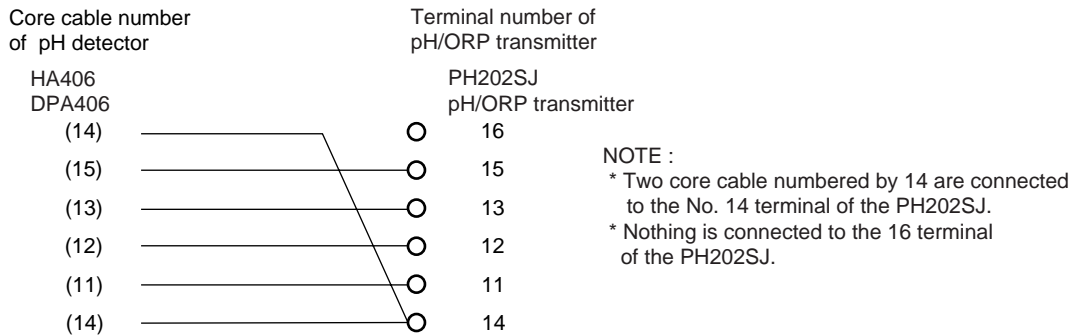 Core cable number
of pH detector
Terminal number of
pH/ORP transmitter
HA406
DPA406
PH202SJ
pH/ORP transmitter
(14) 16
(15) 15
(13) 13
(12) 12
(11) 11
(14) 14
NOTE :
* Two core cable numbered by 14 are connected
to the No. 14 terminal of the PH202SJ.
* Nothing is connected to the 16 terminal
of the PH202SJ.